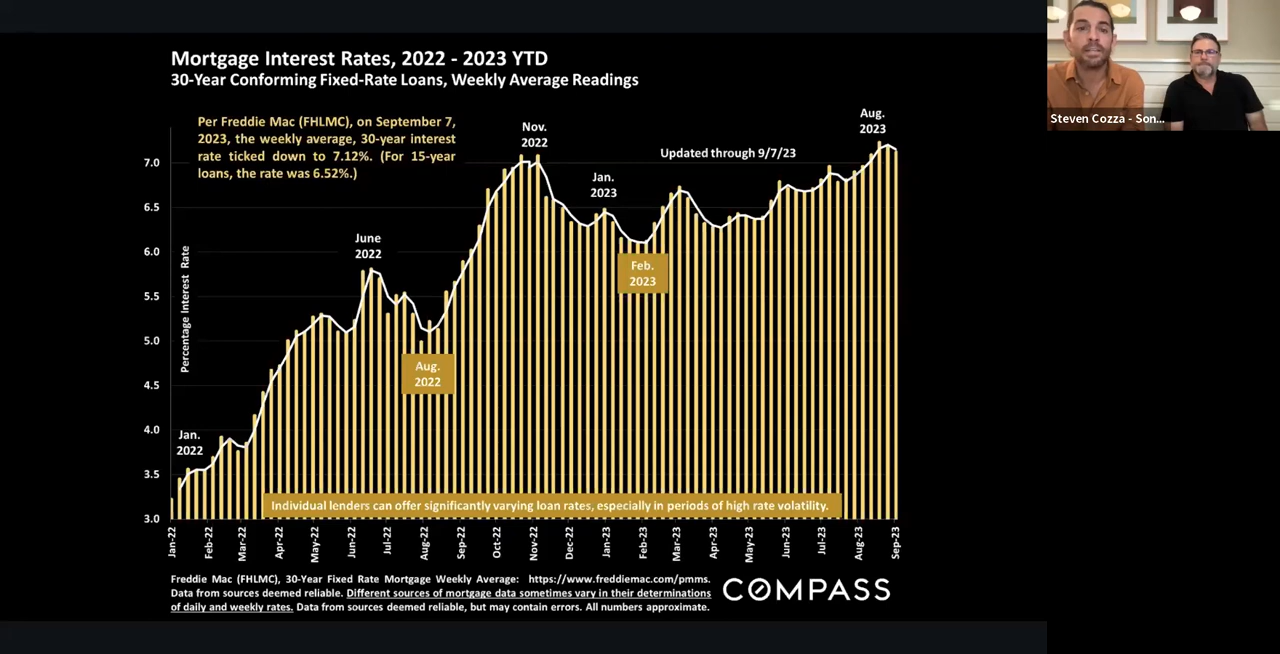 Mortgage Interest Rates, 2022 - 2023 YTD
30-Year Conforming Fixed-Rate Loans, Weekly Average Readings
Per Freddie Mac (FHLMC), on September 7,
2023, the weekly average, 30-year interest
rate ticked down to 7.12%. (For 15-year
loans, the rate was 6.52%.)
Nov.
2022
Aug.
2023
Updated through 9/7/23
Jan.
2023
June
2022
Feb.
2023
Aug.
2022
Jan.
2022
Percentage Interest Rate
7.0
6.5
6.0
5.5
5.0
4.5
4.0
3.5
3.0
Individual lenders can offer significantly varying loan rates, especially in periods of high rate volatility.
Jan-22
Feb-22
Mar-22
Apr-22
May-22
Jun-22
Jul-22
Aug-22
Sep-22
Oct-22
Nov-22
Dec-22
Jan-23
Feb-23
Mar-23
Apr-23
May-23
Jun-23
Jul-23
Aug-23
Sep-23
Freddie Mac (FHLMC), 30-Year Fixed Rate Mortgage Weekly Average: https://www.freddiemac.com/pmms.
Data from sources deemed reliable. Different sources of mortgage data sometimes vary in their determinations
of daily and weekly rates. Data from sources deemed reliable, but may contain errors. All numbers approximate.
COMPASS
Steven Cozza - Son...